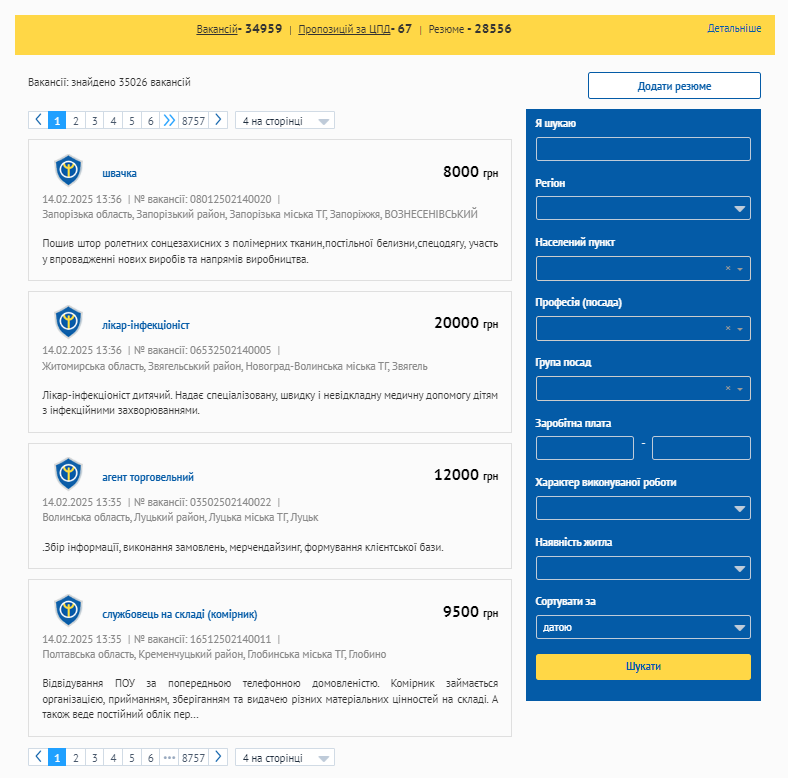 Вакансій- 34959 | Пропозицій за ЦПД- 67 | Резюме - 28556 Детальніше
Вакансії: знайдено 35026 вакансій
Додати резюме
1 2 3 4 5 6 8757 4 на сторінці
швачка 8000 грн
14.02.2025 13:36 | № вакансії: 08012502140020 |
Запорізька область, Запорізький район, Запорізька міська ТГ, Запоріжжя, ВОЗНЕСЕНІВСЬКИЙ
Пошив штор ролетних сонцезахисних з полімерних тканин,постільної белизни,спецодягу, участь
у впровадженні нових виробів та напрямів виробництва.
лікар-інфекціоніст 20000 грн
14.02.2025 13:36 | № вакансії: 06532502140005 |
Житомирська область, Звягельський район, Новоград-Волинська міська ТГ, Звягель
Лікар-інфекціоніст дитячий. Надає спеціалізовану, швидку і невідкладну медичну допомогу дітям
з інфекційними захворюваннями.
агент торговельний 12000 грн
14.02.2025 13:35 | № вакансії: 03502502140022 |
Волинська область, Луцький район, Луцька міська ТГ, Луцьк
.Збір інформації, виконання замовлень, мерчендайзинг, формування клієнтської бази.
службовець на складі (комірник) 9500 грн
14.02.2025 13:35 | № вакансії: 16512502140011 |
Полтавська область, Кременчуцький район, Глобинська міська ТГ, Глобино
Відвідування ПОУ за попередньою телефонною домовленістю. Комірник займається
організацією, прийманням, зберіганням та видачею різних матеріальних цінностей на складі. А
також веде постійний облік пер...
1 2 3 4 5 6 ••• 8757 4 на сторінці
Я шукаю
Регіон
Населений пункт
Професія (посада)
Група посад
Заробітна плата
-
Характер виконуваної роботи
Наявність житла
Сортувати за
датою
Шукати